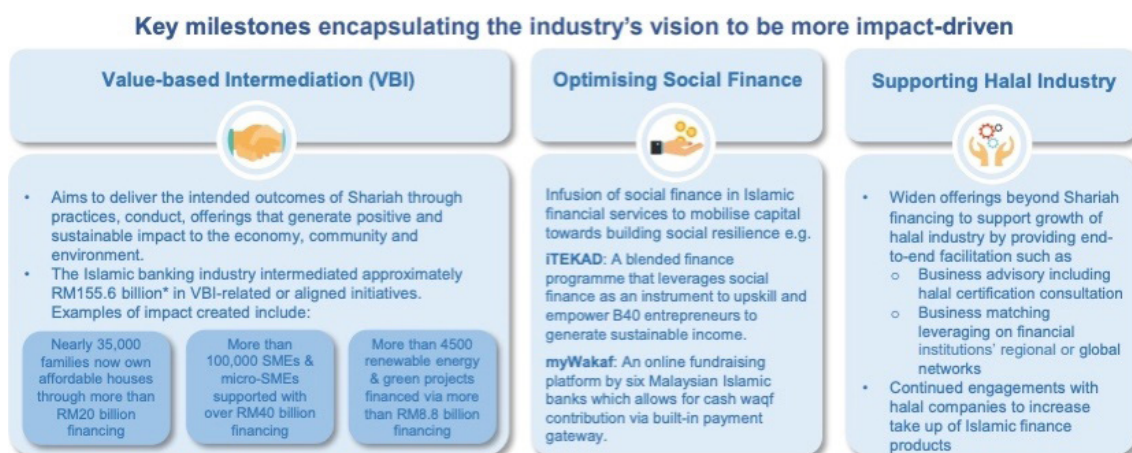 Key milestones encapsulating the industry's vision to be more impact-driven
Value-based Intermediation (VBI)
• Aims to deliver the intended outcomes of Shariah through
practices, conduct, offerings that generate positive and
sustainable impact to the economy, community and
environment.
• The Islamic banking industry intermediated approximately
RM155.6 billion* in VBI-related or aligned initiatives.
Examples of impact created include:
Nearly 35,000
families now own
affordable houses
through more than
RM20 billion
financing
More than
100,000 SMEs &
micro-SMEs
supported with
over RM40 billion
financing
More than 4500
renewable energy
& green projects
financed via more
than RM8.8 billion
financing
Optimising Social Finance
Infusion of social finance in Islamic
financial services to mobilise capital
towards building social resilience e.g.
iTEKAD: A blended finance
programme that leverages social
finance as an instrument to upskill and
empower B40 entrepreneurs to
generate sustainable income.
myWakaf: An online fundraising
platform by six Malaysian Islamic
banks which allows for cash waqf
contribution via built-in payment
gateway.
Supporting Halal Industry
• Widen offerings beyond Shariah
financing to support growth of
halal industry by providing end-
to-end facilitation such as
o Business advisory including
halal certification consultation
o Business matching
leveraging on financial
institutions' regional or global
networks
• Continued engagements with
halal companies to increase
take up of Islamic finance
products